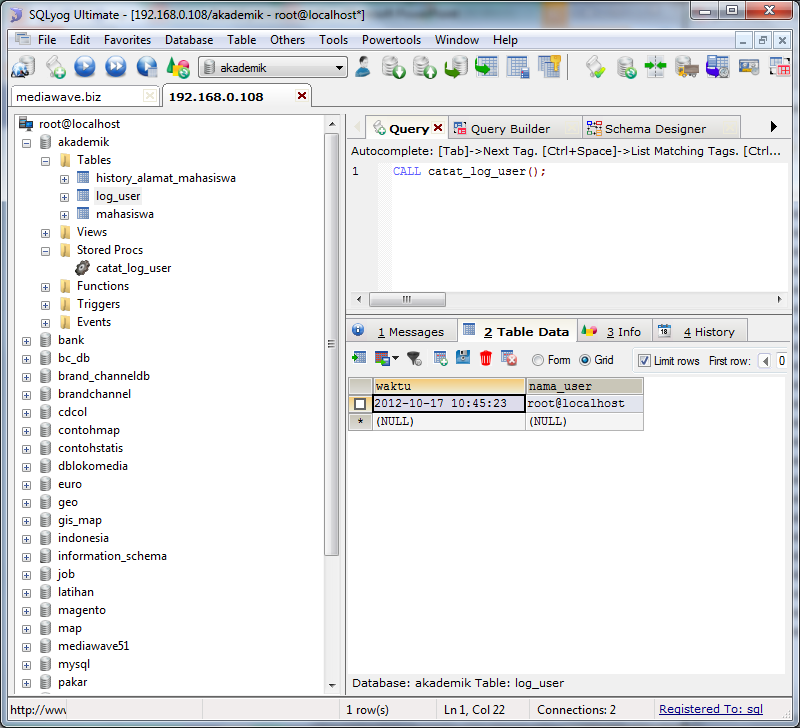 SQLyog Ultimate - [192.168.0.108/akademik - root@localhost*]
File Edit Favorites Database Table Others Tools Powertools Window Help
akademik
mediawave.biz 192.168.0.108
root@localhost
akademik
Tables
history_alamat_mahasiswa
log_user
mahasiswa
Views
Stored Procs
catat_log_user
Functions
Triggers
Events
bank
bc_db
brand_channeldb
brandchannel
cdcol
contohmap
contohstatis
dblokomedia
euro
geo
gis_map
indonesia
information_schema
job
latihan
magento
map
mediawave51
mysql
pakar
Query Query Builder Schema Designer
Autocomplete: [Tab]->Next Tag. [Ctrl+Space]->List Matching Tags. [Ctrl...
1 CALL catat_log_user();
1 Messages 2 Table Data 3 Info 18 4 History
Form Grid Limit rows First row: 0
waktu nama_user
2012-10-17 10:45:23 root@localhost
* (NULL) (NULL)
Database: akademik Table: log_user
http://www 1 row(s) Ln 1, Col 22 Connections: 2 Registered To: sql